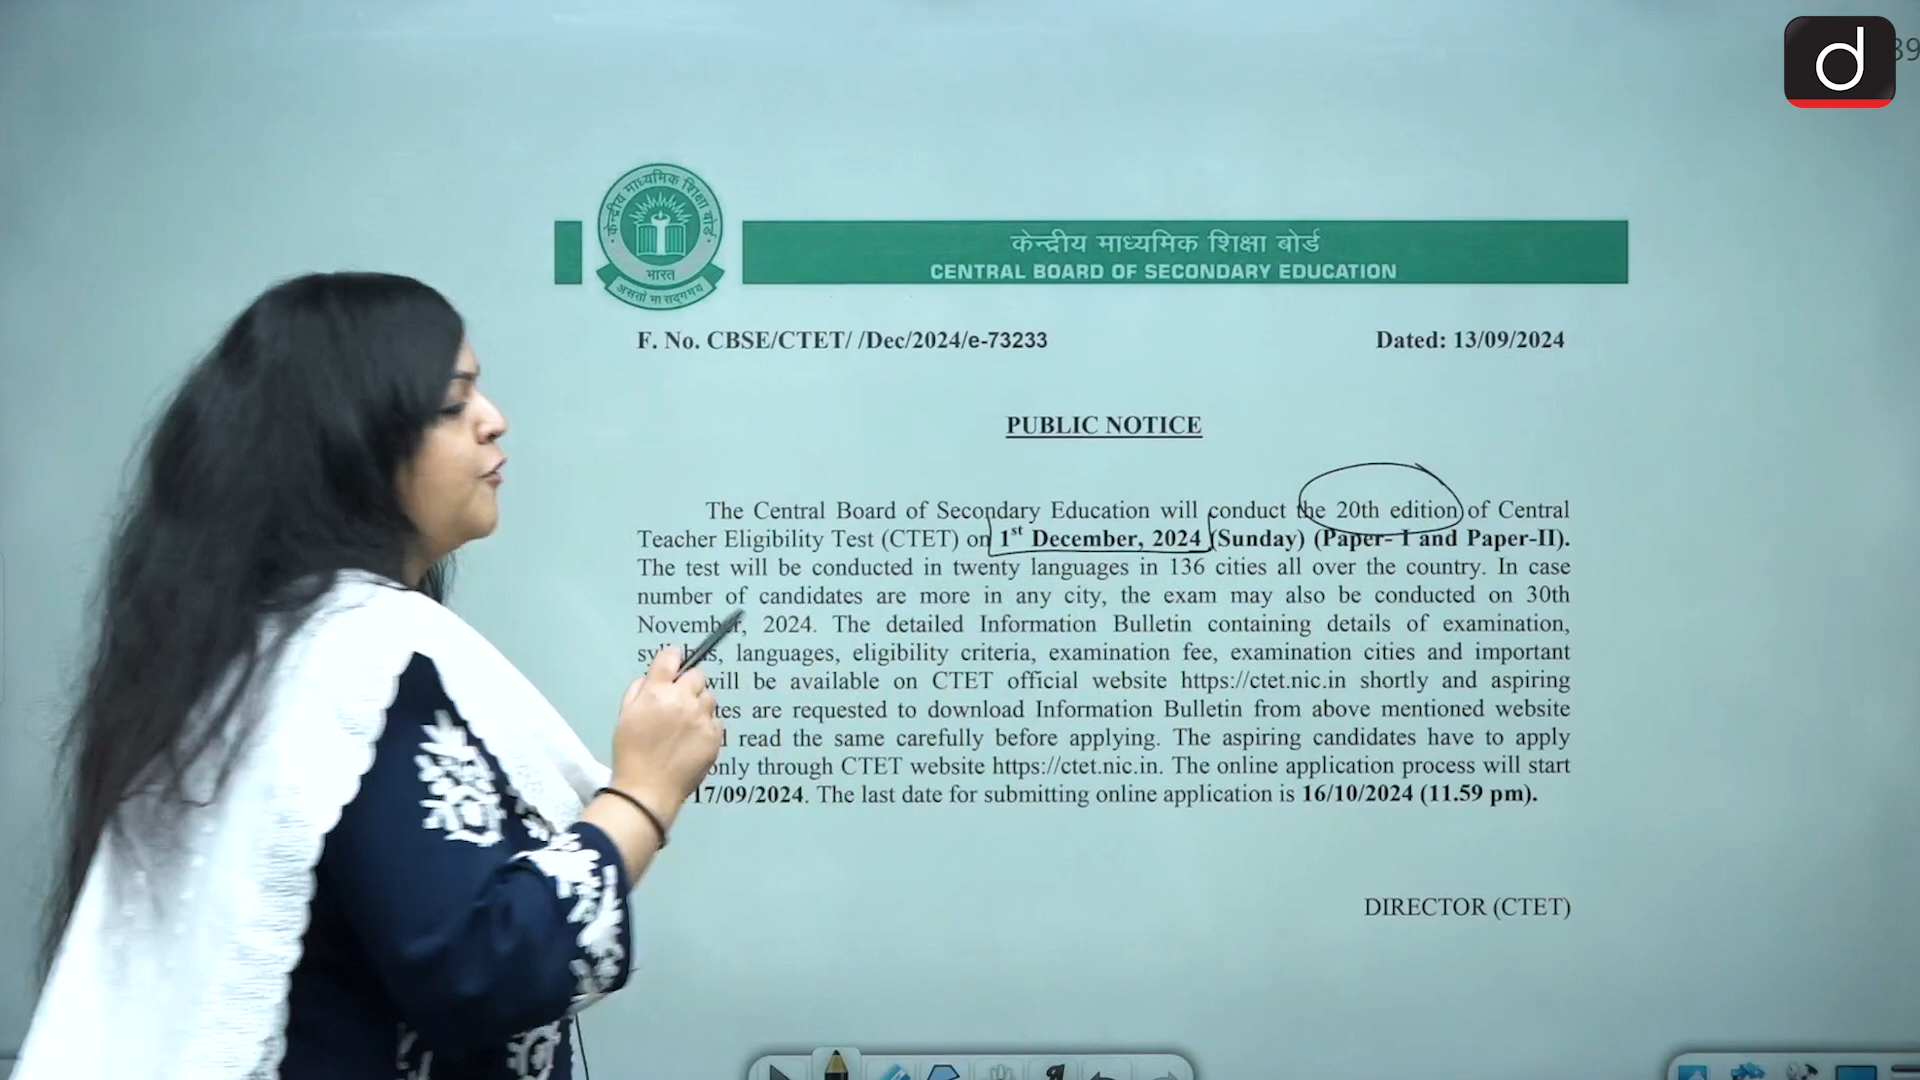 d
39
केन्द्रीय माध्यमिक शिक्षा बोर्ड
भारत
असतो मा सद्गमय
केन्द्रीय माध्यमिक शिक्षा बोर्ड
CENTRAL BOARD OF SECONDARY EDUCATION
F. No. CBSE/CTET/ /Dec/2024/e-73233 Dated: 13/09/2024
PUBLIC NOTICE
The Central Board of Secondary Education will conduct the 20th edition of Central
Teacher Eligibility Test (CTET) on 1st December, 2024 (Sunday) (Paper- I and Paper-II).
The test will be conducted in twenty languages in 136 cities all over the country. In case
number of candidates are more in any city, the exam may also be conducted on 30th
November, 2024. The detailed Information Bulletin containing details of examination,
languages, eligibility criteria, examination fee, examination cities and important
will be available on CTET official website https://ctet.nic.in shortly and aspiring
are requested to download Information Bulletin from above mentioned website
read the same carefully before applying. The aspiring candidates have to apply
only through CTET website https://ctet.nic.in. The online application process will start
17/09/2024. The last date for submitting online application is 16/10/2024 (11.59 pm).
DIRECTOR (CTET)